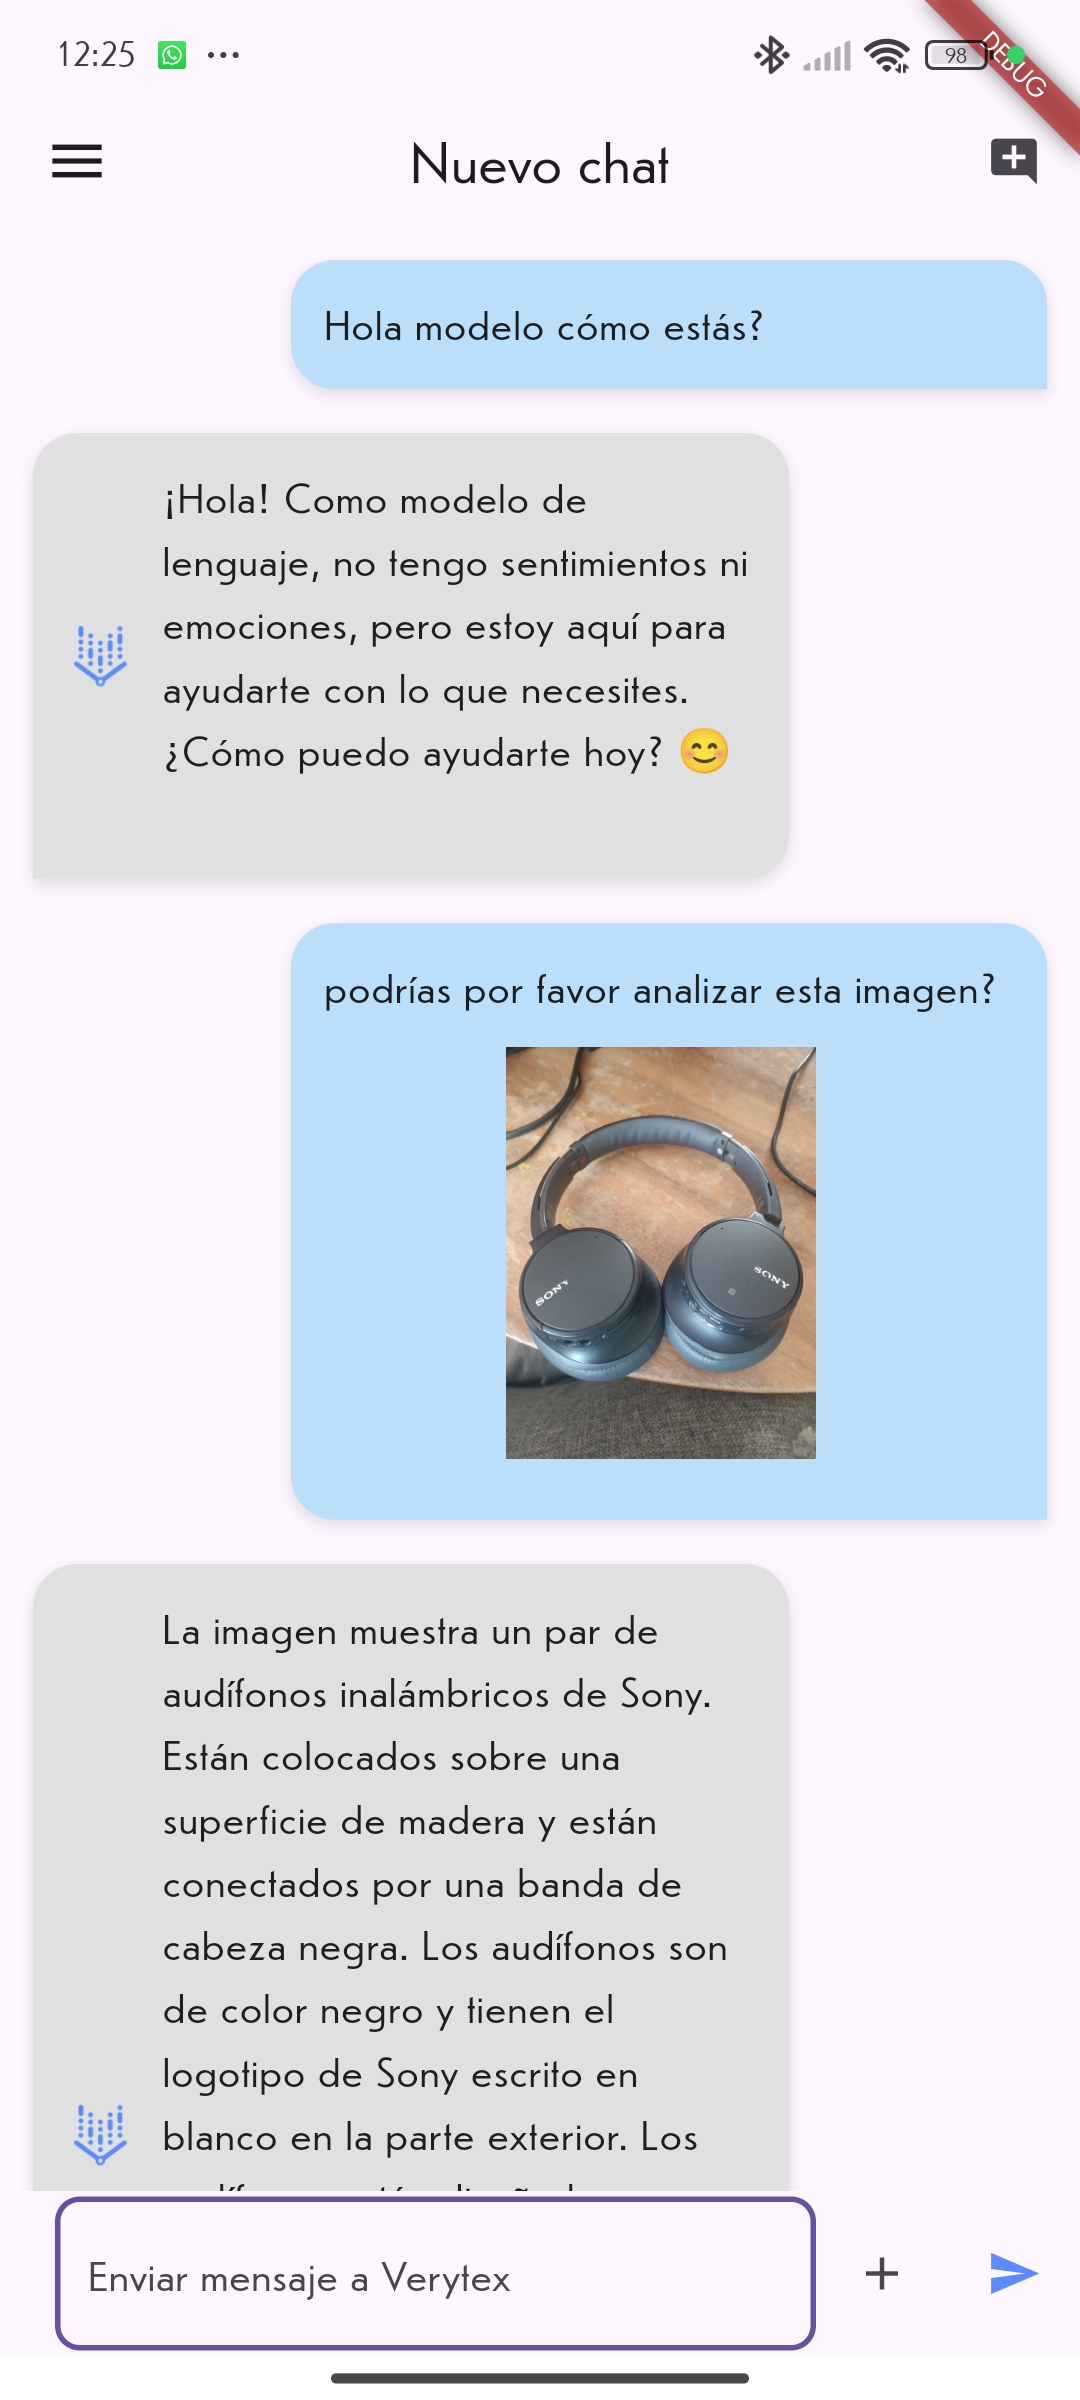 12:25
98
DEBUG
Nuevo chat
Hola modelo cómo estás?
¡Hola! Como modelo de
lenguaje, no tengo sentimientos ni
emociones, pero estoy aquí para
ayudarte con lo que necesites.
¿Cómo puedo ayudarte hoy? 😊
podrías por favor analizar esta imagen?
SONY
SONY
La imagen muestra un par de
audífonos inalámbricos de Sony.
Están colocados sobre una
superficie de madera y están
conectados por una banda de
cabeza negra. Los audífonos son
de color negro y tienen el
logotipo de Sony escrito en
blanco en la parte exterior. Los
Enviar mensaje a Verytex